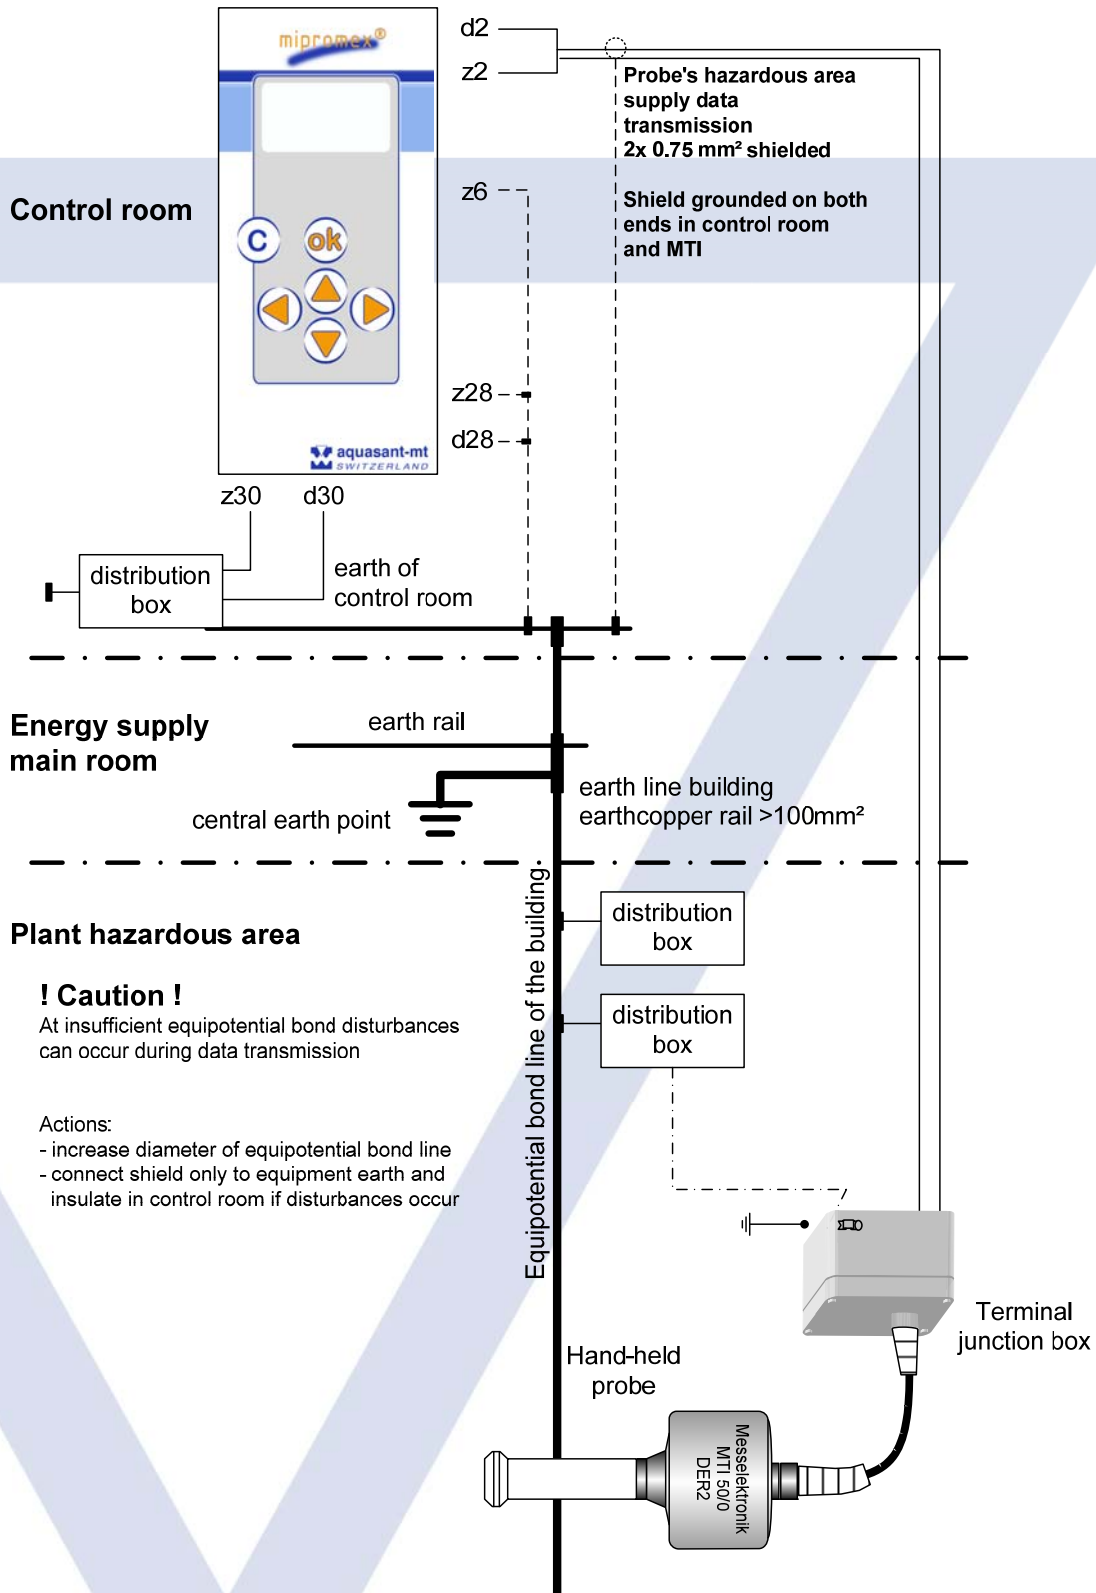 mipromex®
d2
z2
Probe's hazardous area
supply data
transmission
2x 0.75 mm² shielded
Shield grounded on both
ends in control room
and MTI
z6
Control room
C
ok
z28
d28
aquasant-mt
SWITZERLAND
z30
d30
distribution
box
earth of
control room
Energy supply
main room
earth rail
central earth point
earth line building
earthcopper rail >100mm²
Plant hazardous area
! Caution !
At insufficient equipotential bond disturbances
can occur during data transmission
Actions:
- increase diameter of equipotential bond line
- connect shield only to equipment earth and
insulate in control room if disturbances occur
Equipotential bond line of the building
distribution
box
distribution
box
Terminal
junction box
Hand-held
probe
Messelektronik
MTI 50/0
DER2